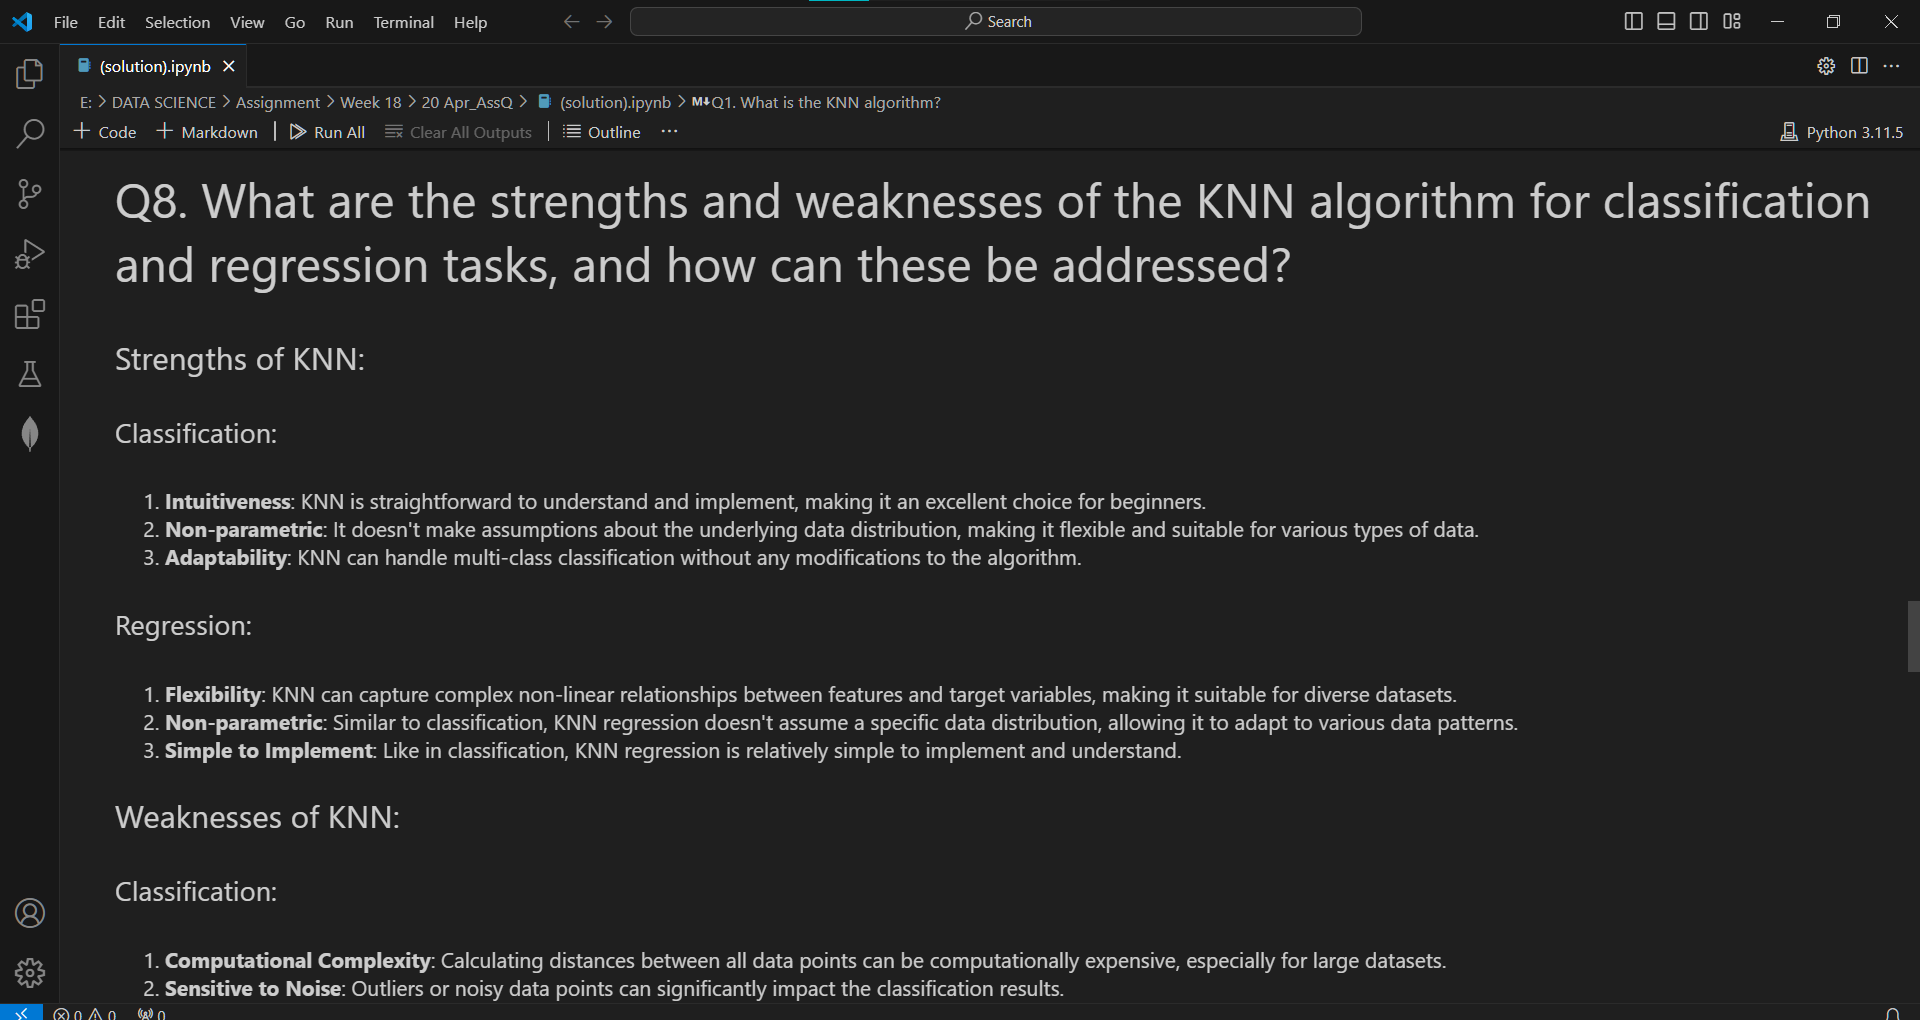 File Edit Selection View Go Run Terminal Help
Search
(solution).ipynb
E: > DATA SCIENCE > Assignment > Week 18 > 20 Apr_AssQ > (solution).ipynb > M↓Q1. What is the KNN algorithm?
+ Code + Markdown | Run All Clear All Outputs | Outline ···
Python 3.11.5
Q8. What are the strengths and weaknesses of the KNN algorithm for classification
and regression tasks, and how can these be addressed?
Strengths of KNN:
Classification:
1. Intuitiveness: KNN is straightforward to understand and implement, making it an excellent choice for beginners.
2. Non-parametric: It doesn't make assumptions about the underlying data distribution, making it flexible and suitable for various types of data.
3. Adaptability: KNN can handle multi-class classification without any modifications to the algorithm.
Regression:
1. Flexibility: KNN can capture complex non-linear relationships between features and target variables, making it suitable for diverse datasets.
2. Non-parametric: Similar to classification, KNN regression doesn't assume a specific data distribution, allowing it to adapt to various data patterns.
3. Simple to Implement: Like in classification, KNN regression is relatively simple to implement and understand.
Weaknesses of KNN:
Classification:
1. Computational Complexity: Calculating distances between all data points can be computationally expensive, especially for large datasets.
2. Sensitive to Noise: Outliers or noisy data points can significantly impact the classification results.
0 0 0